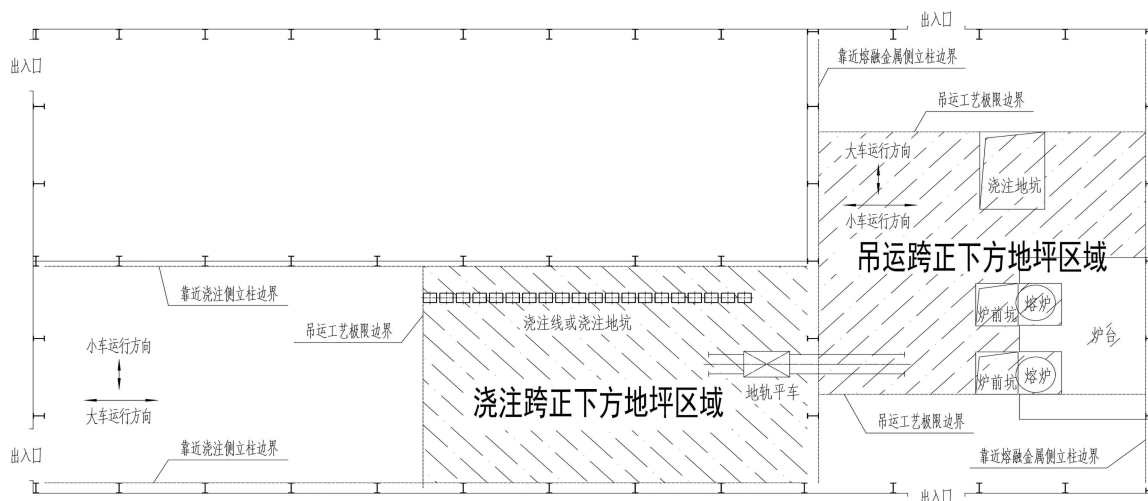 出入口
出入口
靠近熔融金属侧立柱边界
吊运工艺极限边界
大车运行方向
小车运行方向
浇注地坑
吊运跨正下方地坪区域
靠近浇注侧立柱边界
吊运工艺极限边界
浇注线或浇注地坑
炉前坑
熔炉
炉台
小车运行方向
大车运行方向
浇注跨正下方地坪区域
地轨平车
炉前坑
熔炉
吊运工艺极限边界
靠近浇注侧立柱边界
出入口
靠近熔融金属侧立柱边界
出入口